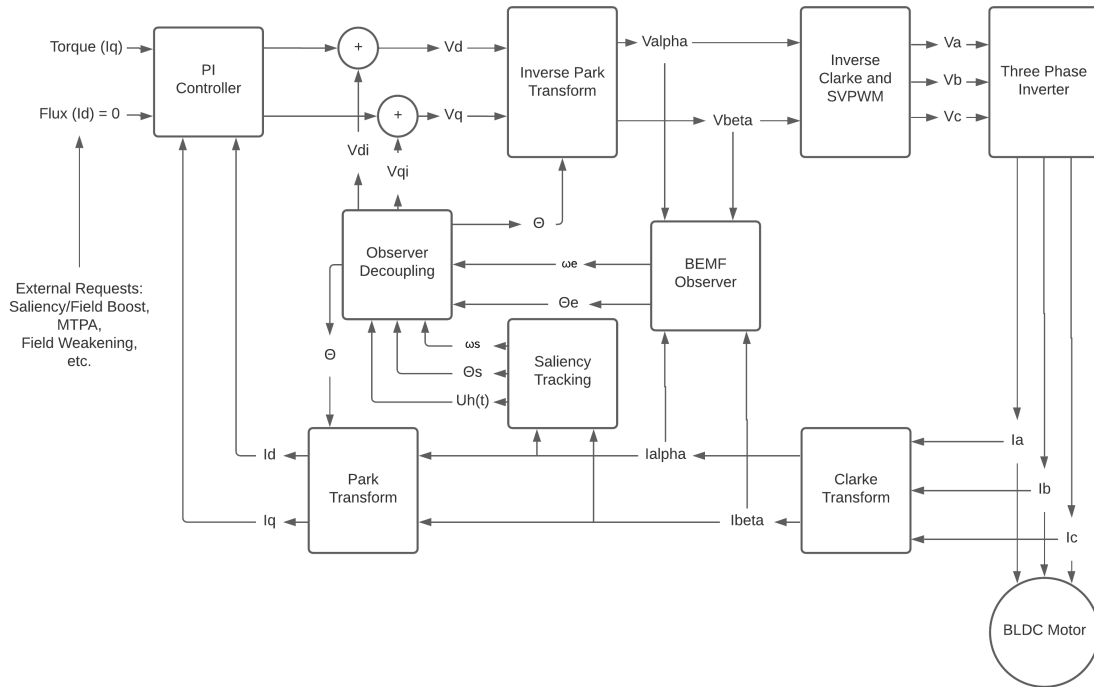 Torque (Iq)
Flux (Id) = 0
PI
Controller
+
+
Vd
Vq
Inverse Park
Transform
Valpha
Vbeta
Inverse
Clarke and
SVPWM
Va
Vb
Vc
Three Phase
Inverter
Vdi
Vqi
Θ
Observer
Decoupling
ωe
Θe
BEMF
Observer
External Requests:
Saliency/Field Boost,
MTPA,
Field Weakening,
etc.
Θ
ωs
Θs
Uh(t)
Saliency
Tracking
Id
Iq
Park
Transform
Ialpha
Ibeta
Clarke
Transform
Ia
Ib
Ic
BLDC Motor